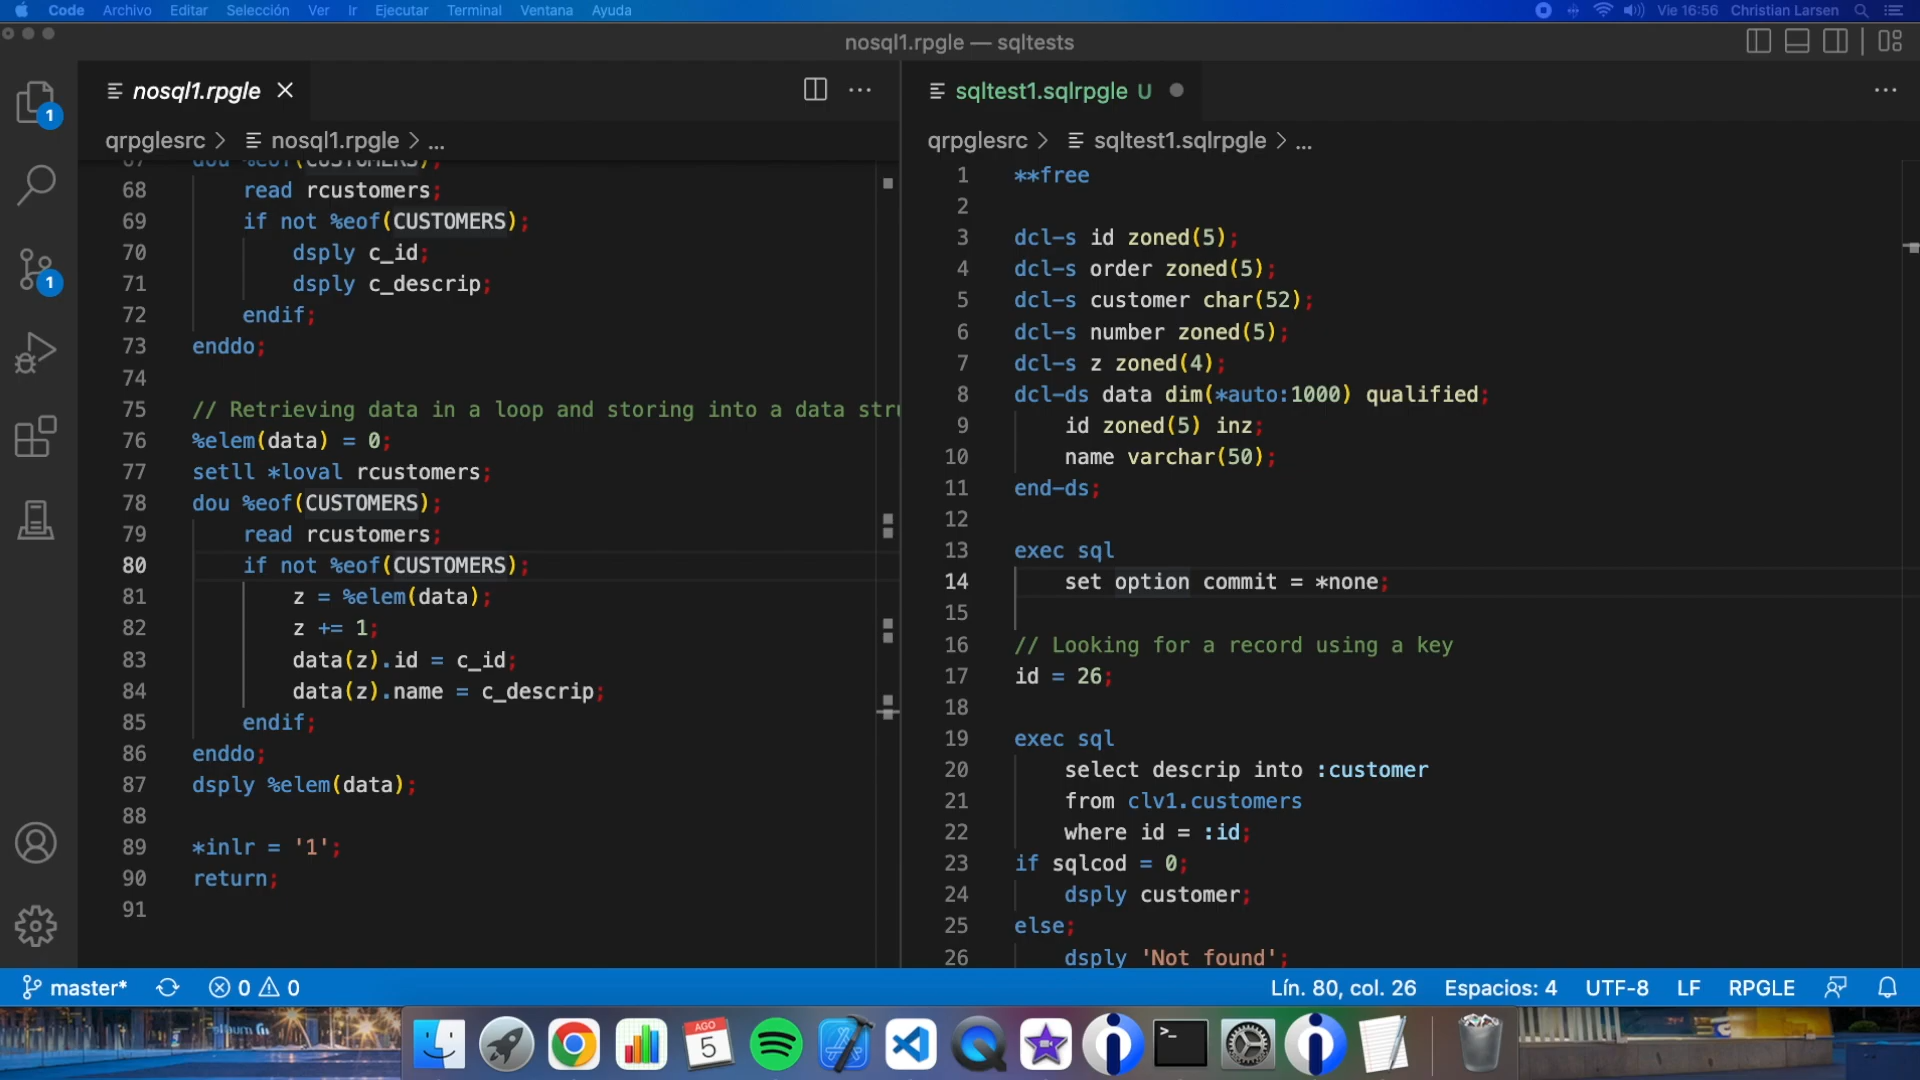 Code Archivo Editar Selección Ver Ir Ejecutar Terminal Ventana Ayuda Vie 16:56 Christian Larsen
nosql1.rpgle — sqltests
nosql1.rpgle
qrpglesrc > nosql1.rpgle > ...
67 dou %eof(CUSTOMERS);
68 read rcustomers;
69 if not %eof(CUSTOMERS);
70 dsply c_id;
71 dsply c_descrip;
72 endif;
73 enddo;
74
75 // Retrieving data in a loop and storing into a data stru
76 %elem(data) = 0;
77 setll *loval rcustomers;
78 dou %eof(CUSTOMERS);
79 read rcustomers;
80 if not %eof(CUSTOMERS);
81 z = %elem(data);
82 z += 1;
83 data(z).id = c_id;
84 data(z).name = c_descrip;
85 endif;
86 enddo;
87 dsply %elem(data);
88
89 *inlr = '1';
90 return;
91
sqltest1.sqlrpgle U
qrpglesrc > sqltest1.sqlrpgle > ...
1 **free
2
3 dcl-s id zoned(5);
4 dcl-s order zoned(5);
5 dcl-s customer char(52);
6 dcl-s number zoned(5);
7 dcl-s z zoned(4);
8 dcl-ds data dim(*auto:1000) qualified;
9 id zoned(5) inz;
10 name varchar(50);
11 end-ds;
12
13 exec sql
14 set option commit = *none;
15
16 // Looking for a record using a key
17 id = 26;
18
19 exec sql
20 select descrip into :customer
21 from clv1.customers
22 where id = :id;
23 if sqlcod = 0;
24 dsply customer;
25 else;
26 dsply 'Not found';
1
1
master* 0 0 Lín. 80, col. 26 Espacios: 4 UTF-8 LF RPGLE
AGO
5